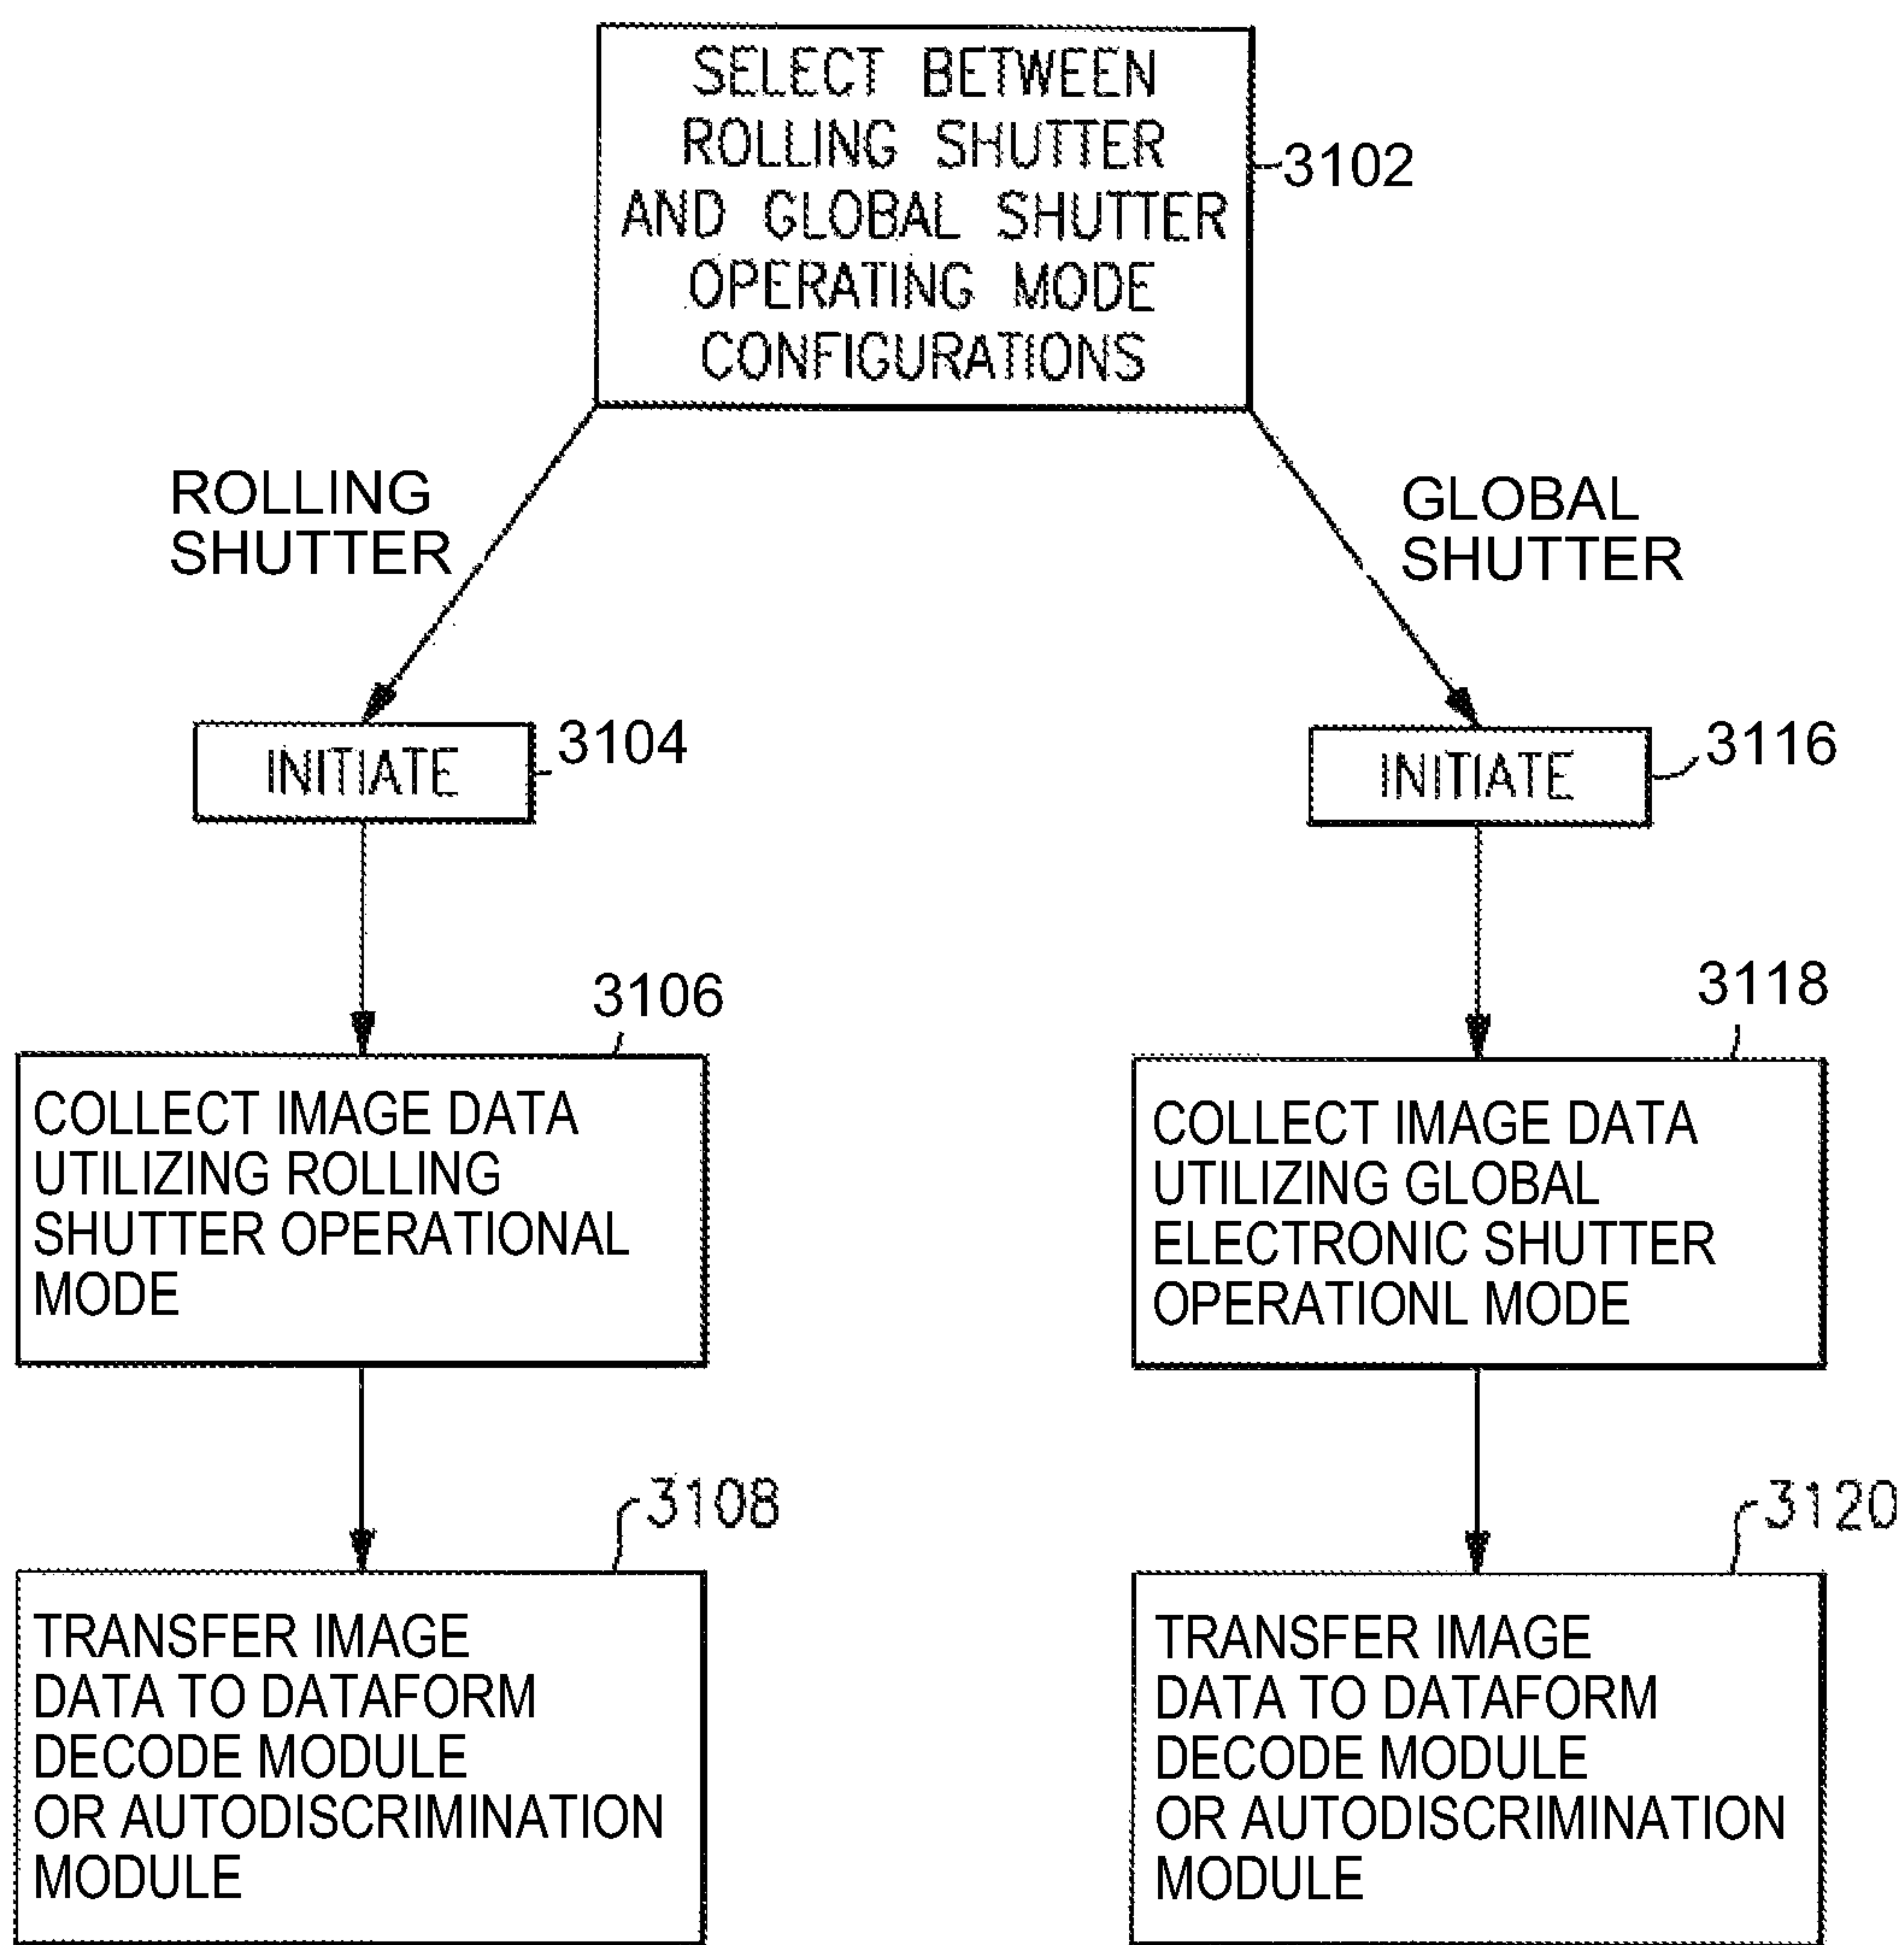 SELECT BETWEEN
ROLLING SHUTTER
AND GLOBAL SHUTTER
OPERATING MODE
CONFIGURATIONS
3102
ROLLING
SHUTTER
GLOBAL
SHUTTER
INITIATE
3104
INITIATE
3116
3106
COLLECT IMAGE DATA
UTILIZING ROLLING
SHUTTER OPERATIONAL
MODE
3118
COLLECT IMAGE DATA
UTILIZING GLOBAL
ELECTRONIC SHUTTER
OPERATIONL MODE
3108
TRANSFER IMAGE
DATA TO DATAFORM
DECODE MODULE
OR AUTODISCRIMINATION
MODULE
3120
TRANSFER IMAGE
DATA TO DATAFORM
DECODE MODULE
OR AUTODISCRIMINATION
MODULE